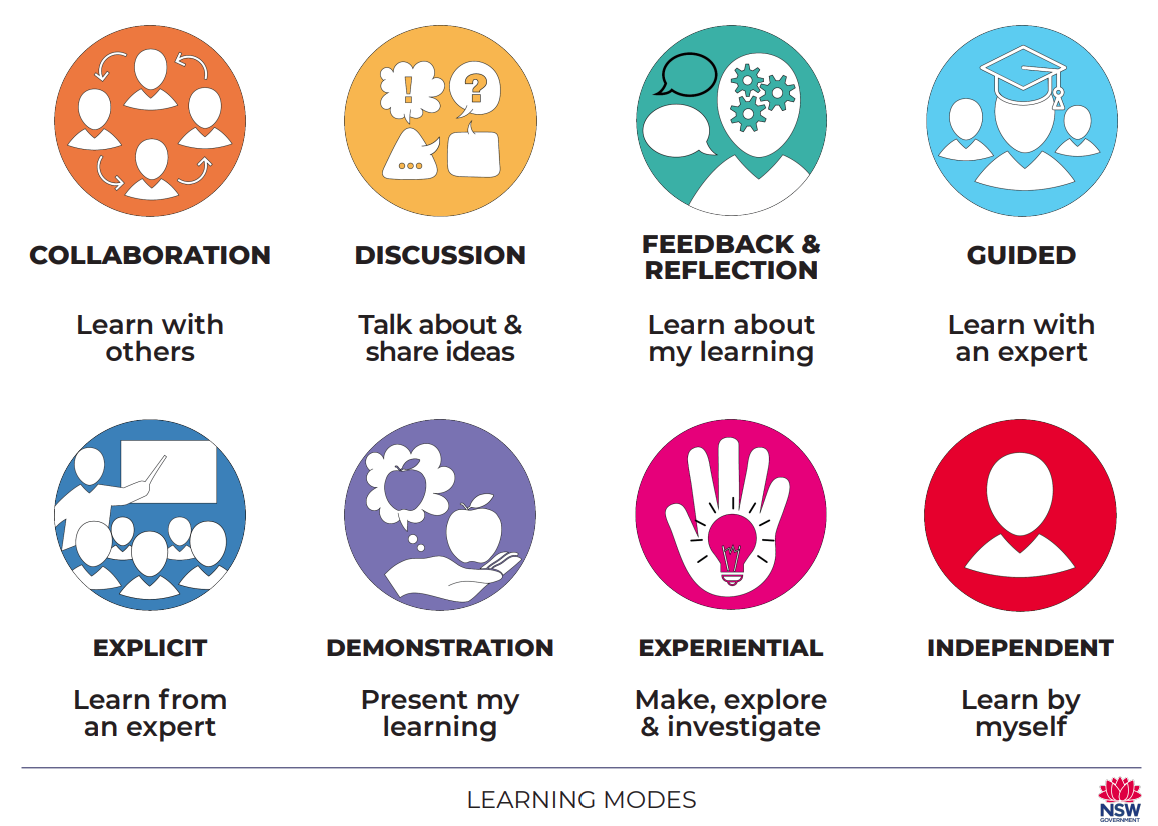 !
?
COLLABORATION
DISCUSSION
FEEDBACK &
REFLECTION
GUIDED
Learn with
others
Talk about &
share ideas
Learn about
my learning
Learn with
an expert
EXPLICIT
DEMONSTRATION
EXPERIENTIAL
INDEPENDENT
Learn from
an expert
Present my
learning
Make, explore
& investigate
Learn by
myself
LEARNING MODES
NSW
GOVERNMENT